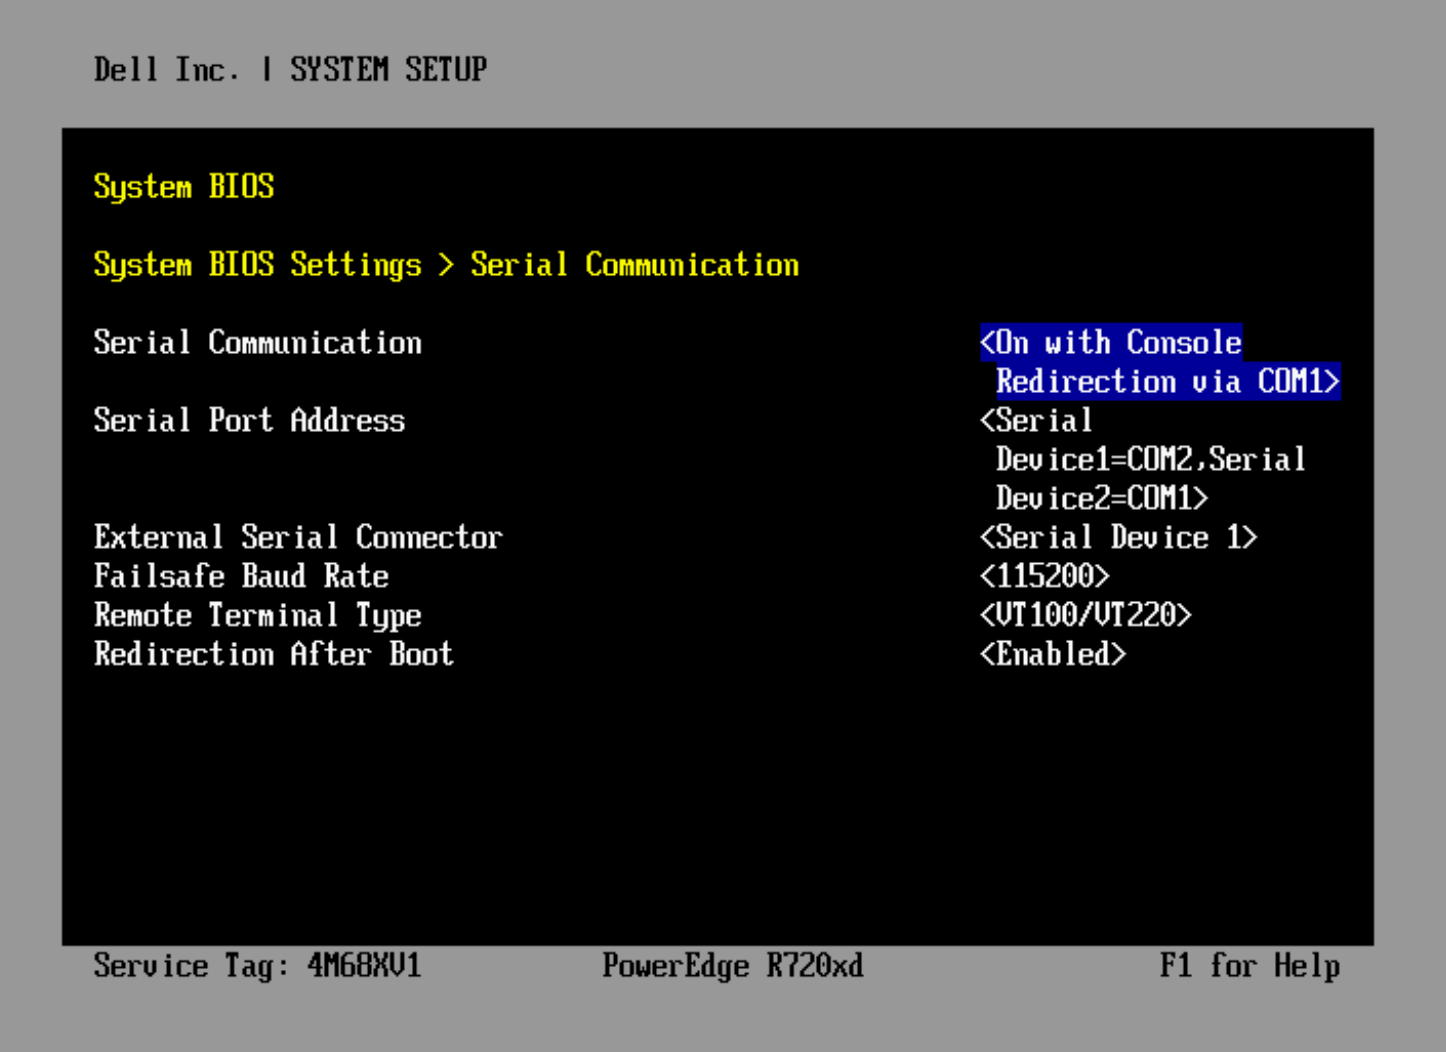 Dell Inc. | SYSTEM SETUP
System BIOS
System BIOS Settings > Serial Communication
Serial Communication <On with Console
Redirection via COM1>
Serial Port Address <Serial
Device1=COM2,Serial
Device2=COM1>
External Serial Connector <Serial Device 1>
Failsafe Baud Rate <115200>
Remote Terminal Type <VT100/VT220>
Redirection After Boot <Enabled>
Service Tag: 4M68XV1 PowerEdge R720xd F1 for Help